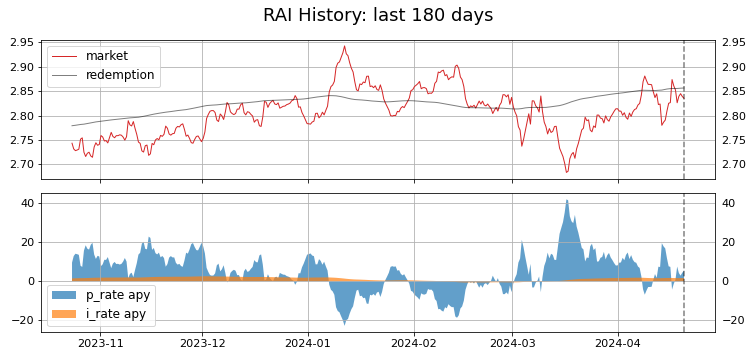 RAI History: last 180 days
2.95 2.95
market
redemption
2.90 2.90
2.85 2.85
2.80 2.80
2.75 2.75
2.70 2.70
40 40
20 20
0 0
p_rate apy
i_rate apy
−20 −20
2023-11 2023-12 2024-01 2024-02 2024-03 2024-04